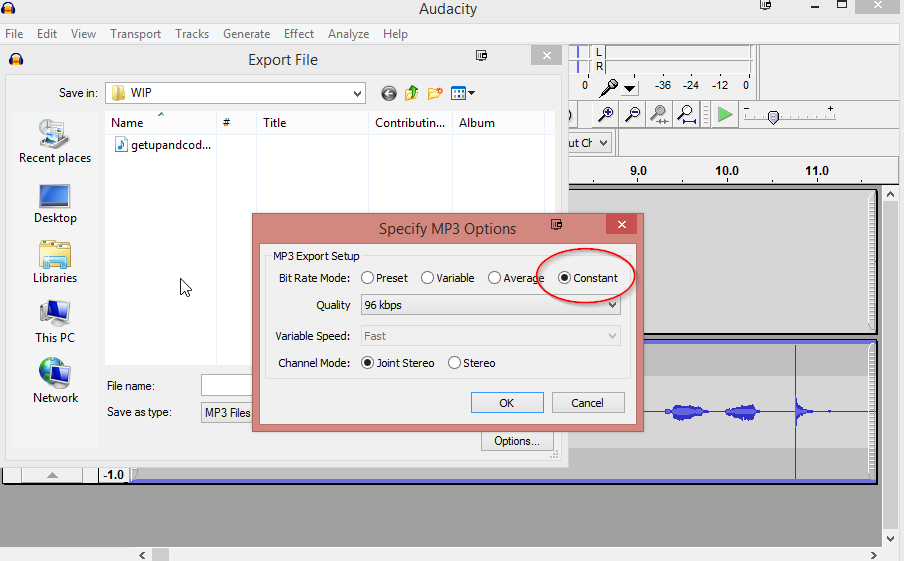 Audacity
File Edit View Transport Tracks Generate Effect Analyze Help
Export File
L
R
0 -36 -24 -12 0
Save in: WIP
Name # Title Contributin... Album
getupandcod...
Recent places
Desktop
Libraries
This PC
Network
ut Ch
9.0 10.0 11.0
Specify MP3 Options
MP3 Export Setup
Bit Rate Mode: Preset Variable Average Constant
Quality 96 kbps
Variable Speed: Fast
Channel Mode: Joint Stereo Stereo
OK Cancel
File name:
Save as type: MP3 Files
Options...
-1.0